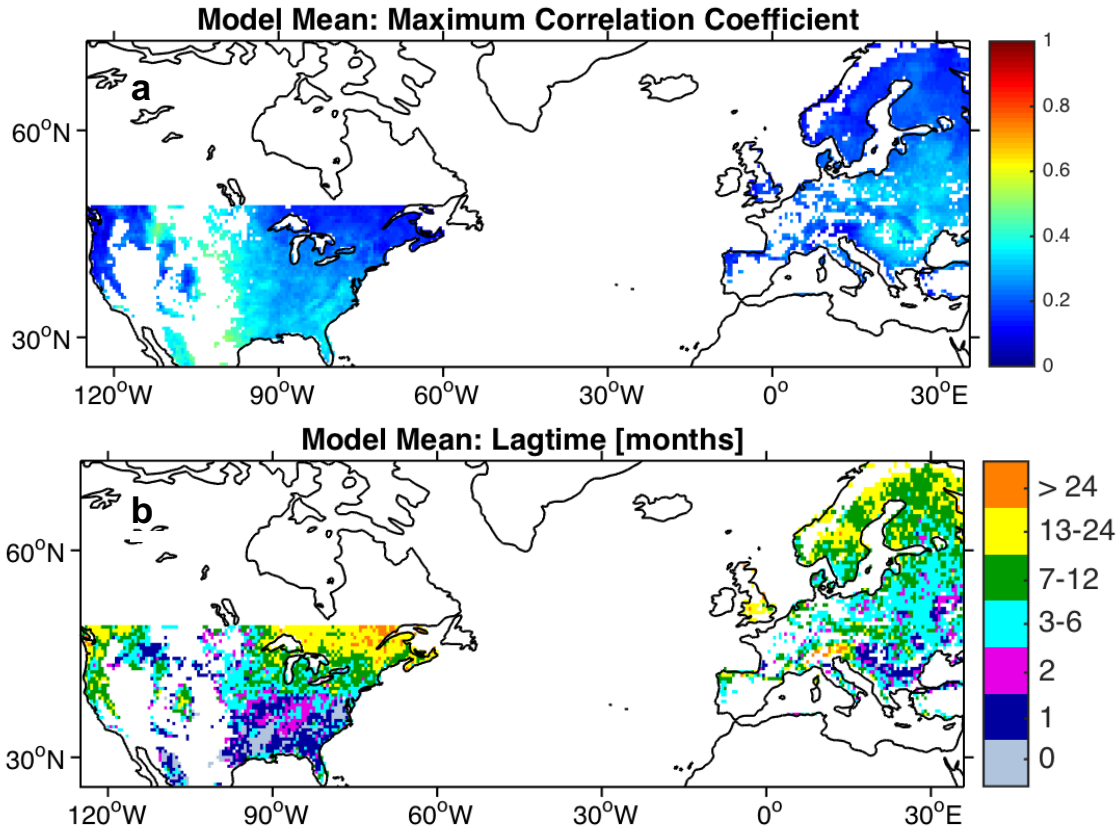 Model Mean: Maximum Correlation Coefficient
a
60°N
30°N
120°W 90°W 60°W 30°W 0° 30°E
1
0.8
0.6
0.4
0.2
0
Model Mean: Lagtime [months]
b
60°N
30°N
120°W 90°W 60°W 30°W 0° 30°E
> 24
13-24
7-12
3-6
2
1
0